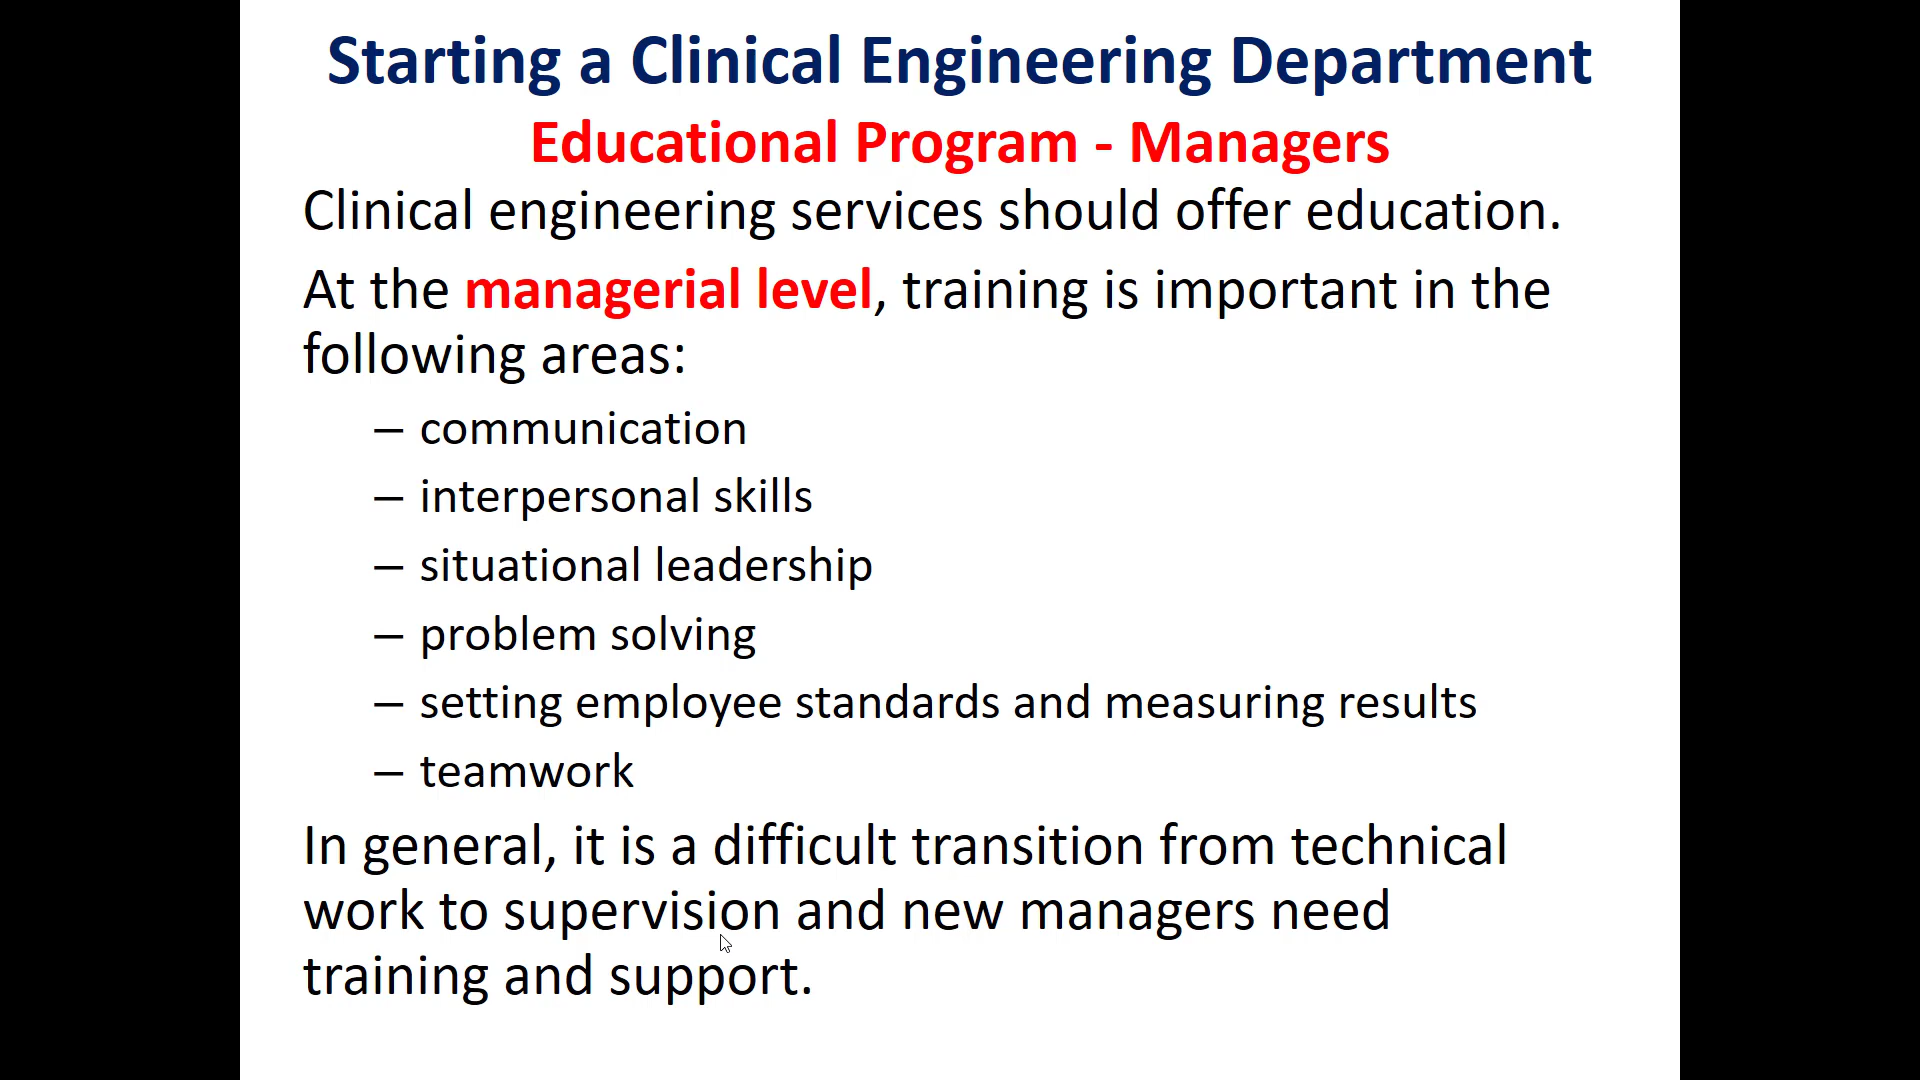 Starting a Clinical Engineering Department
Educational Program - Managers
Clinical engineering services should offer education.
At the managerial level, training is important in the
following areas:
– communication
– interpersonal skills
– situational leadership
– problem solving
– setting employee standards and measuring results
– teamwork
In general, it is a difficult transition from technical
work to supervision and new managers need
training and support.